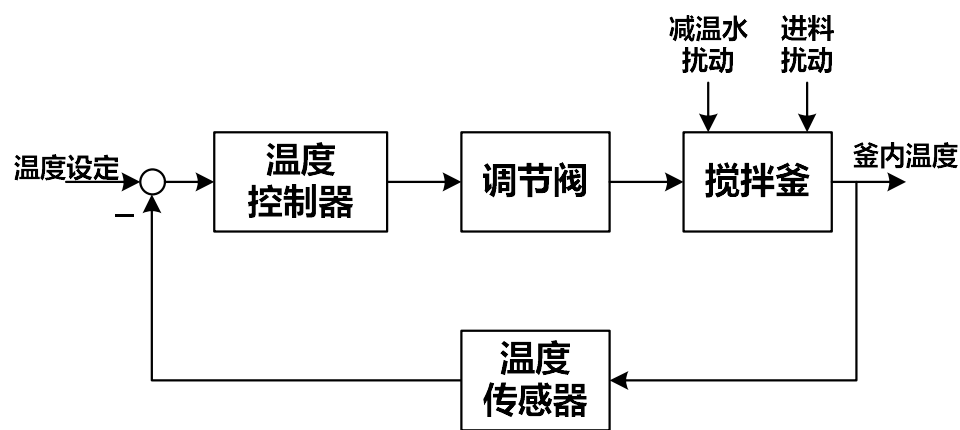 减温水
扰动
进料
扰动
温度设定
温度
控制器
调节阀
搅拌釜
釜内温度
温度
传感器